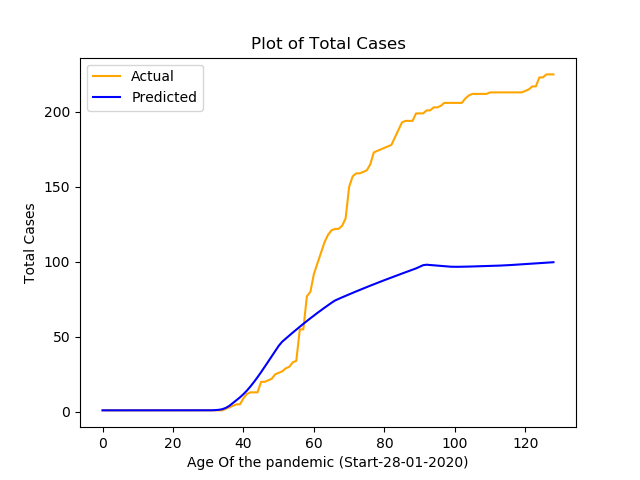 Plot of Total Cases
Actual
Predicted
200
150
100
50
0
Total Cases
0 20 40 60 80 100 120
Age Of the pandemic (Start-28-01-2020)